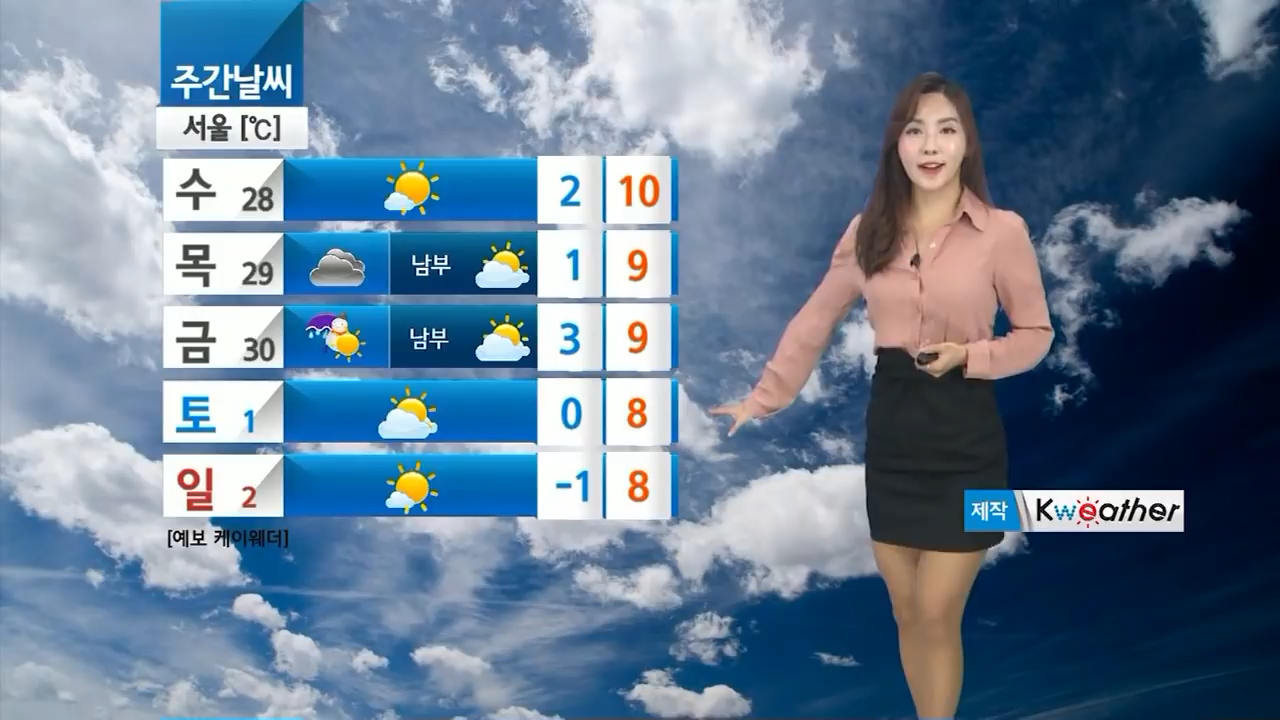 주간날씨
서울 [℃]
수 28 2 10
목 29 남부 1 9
금 30 남부 3 9
토 1 0 8
일 2 -1 8
[예보 케이웨더]
제작 Kweather